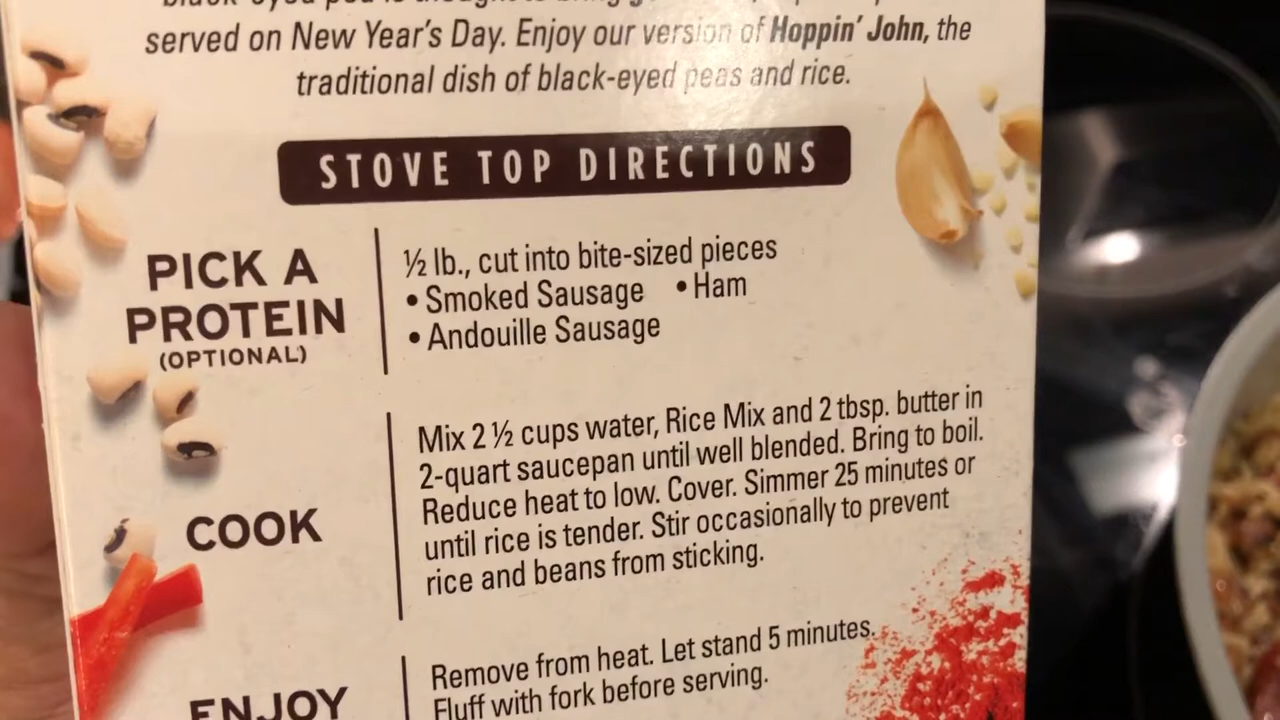 served on New Year's Day. Enjoy our version of Hoppin' John, the
traditional dish of black-eyed peas and rice.
STOVE TOP DIRECTIONS
PICK A
PROTEIN
(OPTIONAL)
½ lb., cut into bite-sized pieces
• Smoked Sausage • Ham
• Andouille Sausage
COOK
Mix 2 ½ cups water, Rice Mix and 2 tbsp. butter in
2-quart saucepan until well blended. Bring to boil.
Reduce heat to low. Cover. Simmer 25 minutes or
until rice is tender. Stir occasionally to prevent
rice and beans from sticking.
ENJOY
Remove from heat. Let stand 5 minutes.
Fluff with fork before serving.